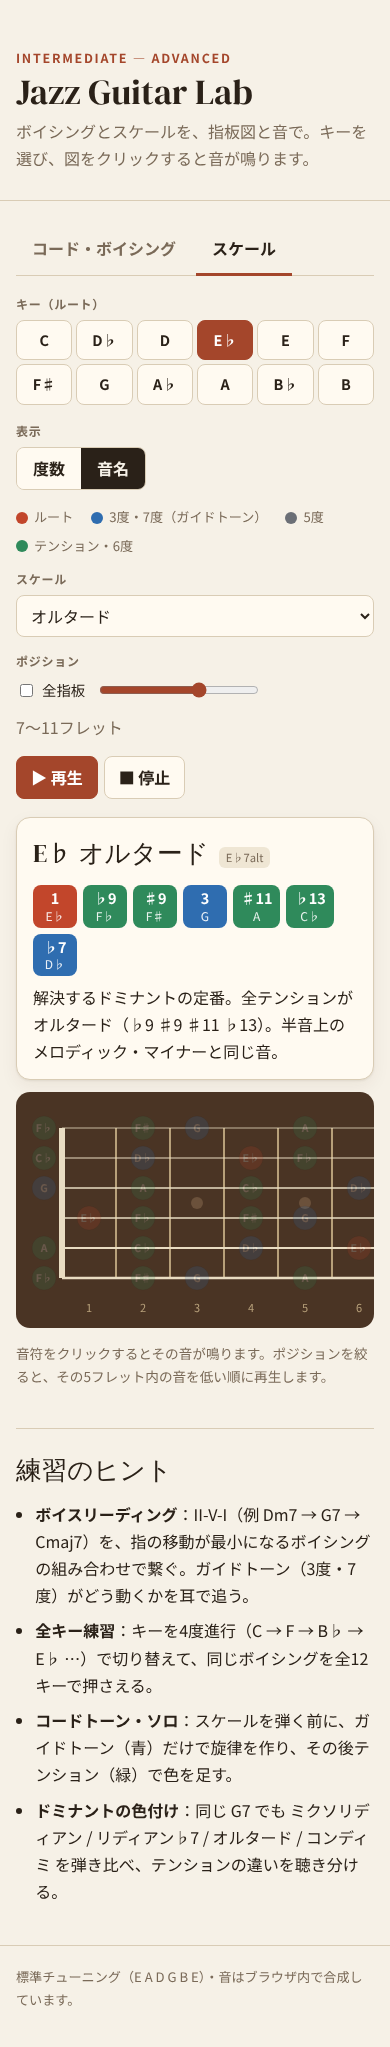 INTERMEDIATE — ADVANCED
Jazz Guitar Lab
ボイシングとスケールを、指板図と音で。キーを
選び、図をクリックすると音が鳴ります。
コード・ボイシング スケール
キー（ルート）
C D♭ D E♭ E F
F♯ G A♭ A B♭ B
表示
度数 音名
ルート 3度・7度（ガイドトーン） 5度
テンション・6度
スケール
オルタード
ポジション
全指板
7〜11フレット
▶ 再生 ■ 停止
E♭ オルタード E♭7alt
1 ♭9 ♯9 3 ♯11 ♭13
E♭ F♭ F♯ G A C♭
♭7
D♭
解決するドミナントの定番。全テンションが
オルタード（♭9 ♯9 ♯11 ♭13）。半音上の
メロディック・マイナーと同じ音。
F♭ F♯ G A
C♭ D♭ E♭ F♭
G A C♭ D♭
E♭ F♭ F♯ G
A C♭ D♭ E♭
F♭ F♯ G A
1 2 3 4 5 6
音符をクリックするとその音が鳴ります。ポジションを絞
ると、その5フレット内の音を低い順に再生します。
練習のヒント
• ボイスリーディング：II-V-I（例 Dm7 → G7 →
Cmaj7）を、指の移動が最小になるボイシング
の組み合わせで繋ぐ。ガイドトーン（3度・7
度）がどう動くかを耳で追う。
• 全キー練習：キーを4度進行（C → F → B♭ →
E♭ …）で切り替えて、同じボイシングを全12
キーで押さえる。
• コードトーン・ソロ：スケールを弾く前に、ガ
イドトーン（青）だけで旋律を作り、その後テ
ンション（緑）で色を足す。
• ドミナントの色付け：同じ G7 でも ミクソリデ
ィアン / リディアン♭7 / オルタード / コンディ
ミ を弾き比べ、テンションの違いを聴き分け
る。
標準チューニング（E A D G B E）・音はブラウザ内で合成し
ています。